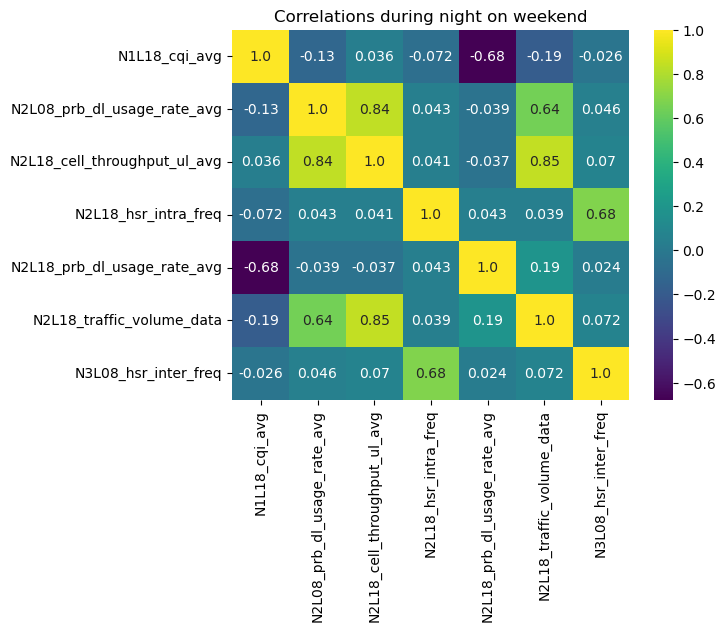 Correlations during night on weekend
N1L18_cqi_avg 1.0 -0.13 0.036 -0.072 -0.68 -0.19 -0.026
N2L08_prb_dl_usage_rate_avg -0.13 1.0 0.84 0.043 -0.039 0.64 0.046
N2L18_cell_throughput_ul_avg 0.036 0.84 1.0 0.041 -0.037 0.85 0.07
N2L18_hsr_intra_freq -0.072 0.043 0.041 1.0 0.043 0.039 0.68
N2L18_prb_dl_usage_rate_avg -0.68 -0.039 -0.037 0.043 1.0 0.19 0.024
N2L18_traffic_volume_data -0.19 0.64 0.85 0.039 0.19 1.0 0.072
N3L08_hsr_inter_freq -0.026 0.046 0.07 0.68 0.024 0.072 1.0
N1L18_cqi_avg
N2L08_prb_dl_usage_rate_avg
N2L18_cell_throughput_ul_avg
N2L18_hsr_intra_freq
N2L18_prb_dl_usage_rate_avg
N2L18_traffic_volume_data
N3L08_hsr_inter_freq
1.0
0.8
0.6
0.4
0.2
0.0
−0.2
−0.4
−0.6